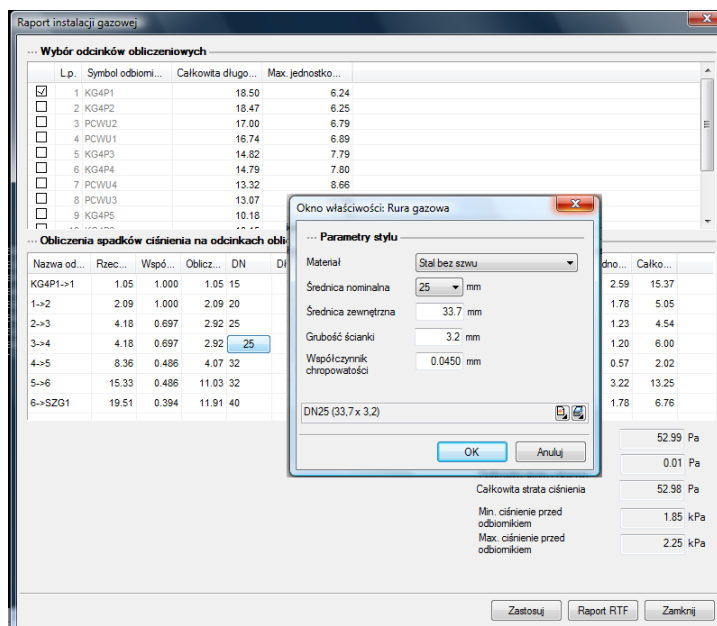 Raport instalacji gazowej
Wybór odcinków obliczeniowych
L.p. Symbol odbiorni... Całkowita długo... Max. jednostko...
1 KG4P1 18.50 6.24
2 KG4P2 18.47 6.25
3 PCWU2 17.00 6.79
4 PCWU1 16.74 6.89
5 KG4P3 14.82 7.79
6 KG4P4 14.79 7.80
7 PCWU4 13.32 8.66
8 PCWU3 13.07
9 KG4P5 10.18
Obliczenia spadków ciśnienia na odcinkach obli
Nazwa od... Rzec... Wspó... Oblicz... DN Dł dno... Całko...
KG4P1->1 1.05 1.000 1.05 15 2.59 15.37
1->2 2.09 1.000 2.09 20 1.78 5.05
2->3 4.18 0.697 2.92 25 1.23 4.54
3->4 4.18 0.697 2.92 25 1.20 6.00
4->5 8.36 0.486 4.07 32 0.57 2.02
5->6 15.33 0.486 11.03 32 3.22 13.25
6->SZG1 19.51 0.394 11.91 40 1.78 6.76
Okno właściwości: Rura gazowa
Parametry stylu
Materiał Stal bez szwu
Średnica nominalna 25 mm
Średnica zewnętrzna 33.7 mm
Grubość ścianki 3.2 mm
Współczynnik
chropowatości 0.0450 mm
DN25 (33,7 x 3,2)
OK Anuluj
52.99 Pa
0.01 Pa
Całkowita strata ciśnienia 52.98 Pa
Min. ciśnienie przed
odbiornikiem 1.85 kPa
Max. ciśnienie przed
odbiornikiem 2.25 kPa
Zastosuj Raport RTF Zamknij